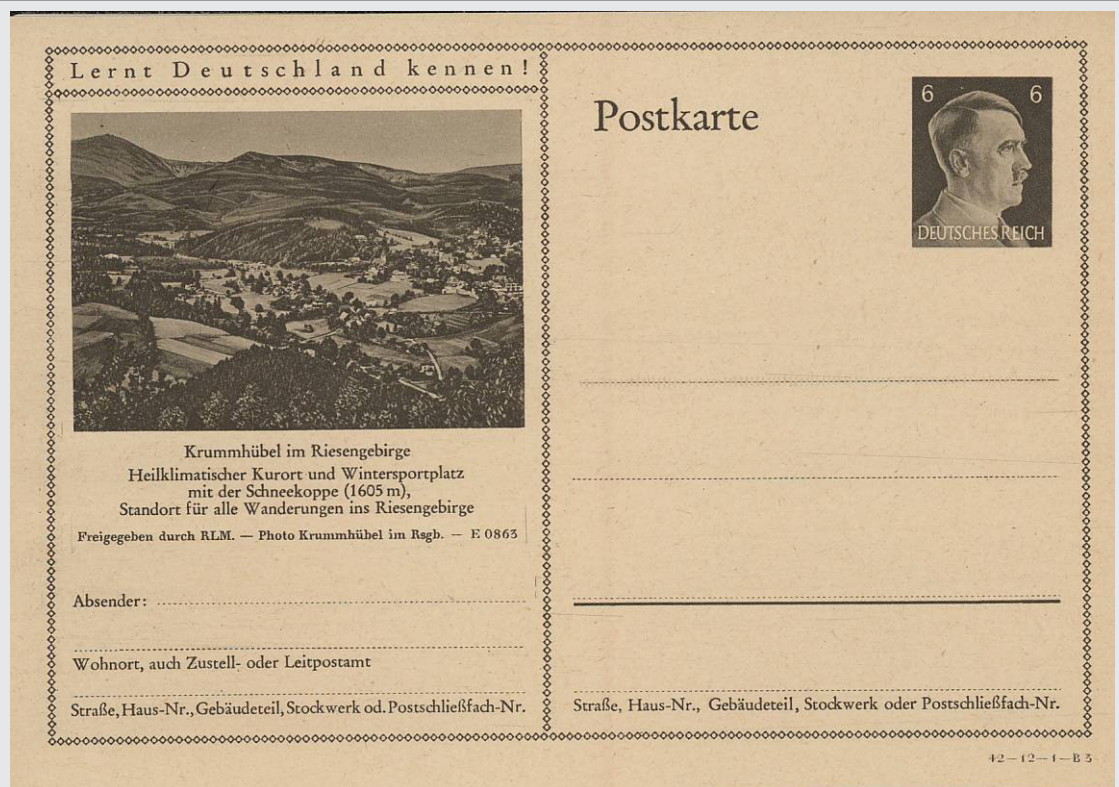 Lernt Deutschland kennen!
Krummhübel im Riesengebirge
Heilklimatischer Kurort und Wintersportplatz
mit der Schneekoppe (1605 m),
Standort für alle Wanderungen ins Riesengebirge
Freigegeben durch RLM. — Photo Krummhübel im Rsgb. — E 0863
Absender:
Wohnort, auch Zustell- oder Leitpostamt
Straße, Haus-Nr., Gebäudeteil, Stockwerk od. Postschließfach-Nr.
Postkarte
6 6
DEUTSCHES REICH
Straße, Haus-Nr., Gebäudeteil, Stockwerk oder Postschließfach-Nr.
42—12—1—B 3